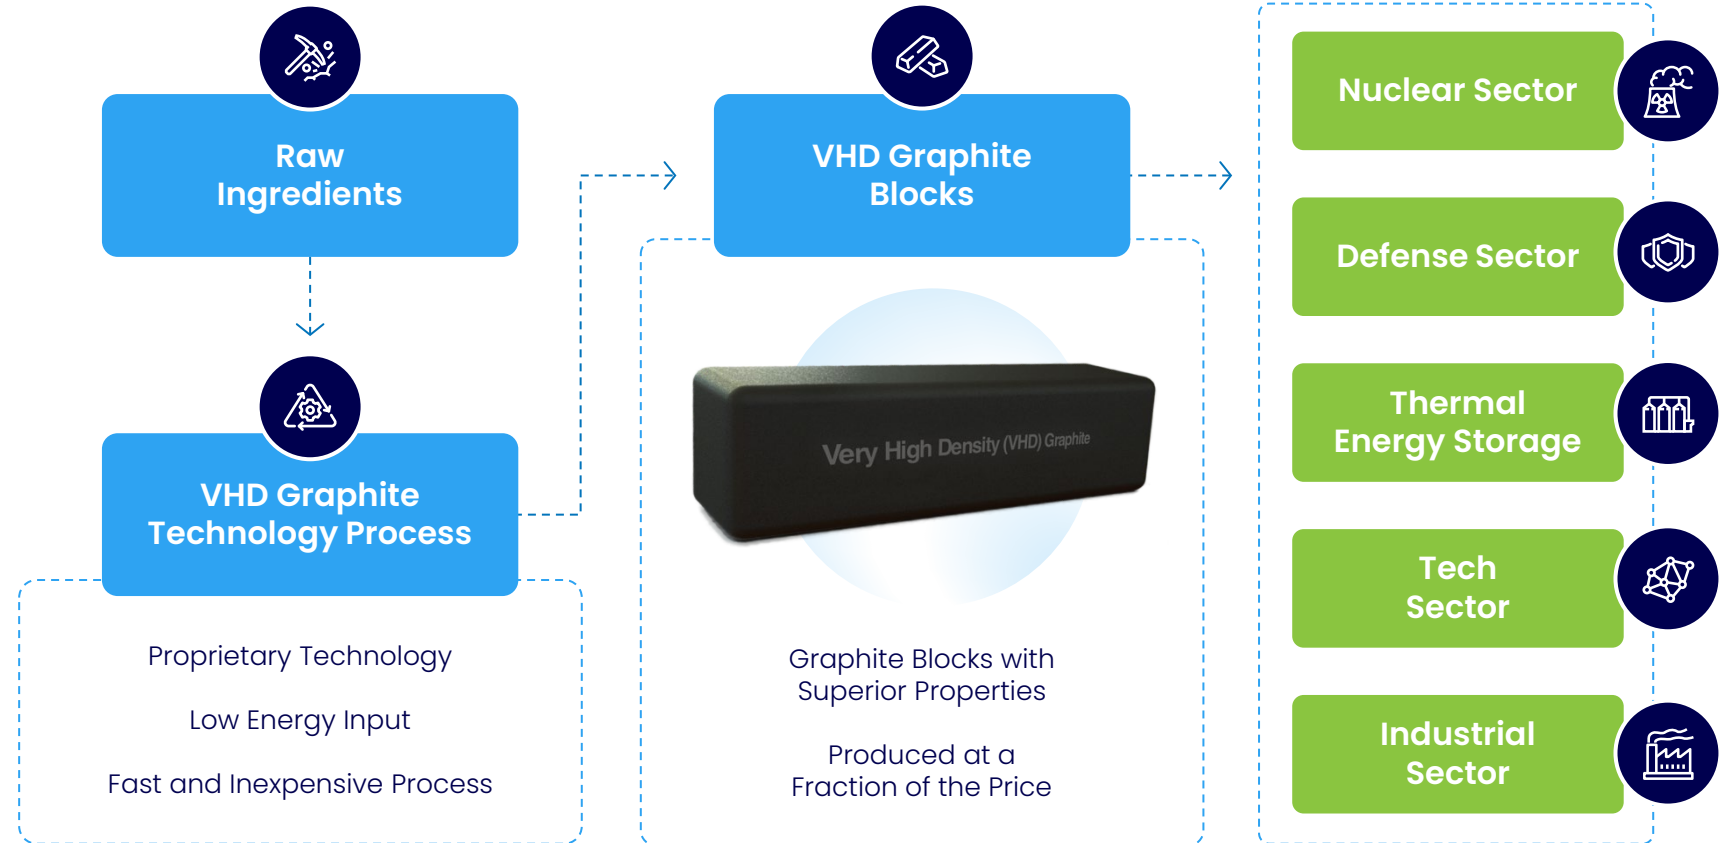 Raw
Ingredients
VHD Graphite
Technology Process
Proprietary Technology
Low Energy Input
Fast and Inexpensive Process
VHD Graphite
Blocks
Very High Density (VHD) Graphite
Graphite Blocks with
Superior Properties
Produced at a
Fraction of the Price
Nuclear Sector
Defense Sector
Thermal
Energy Storage
Tech
Sector
Industrial
Sector